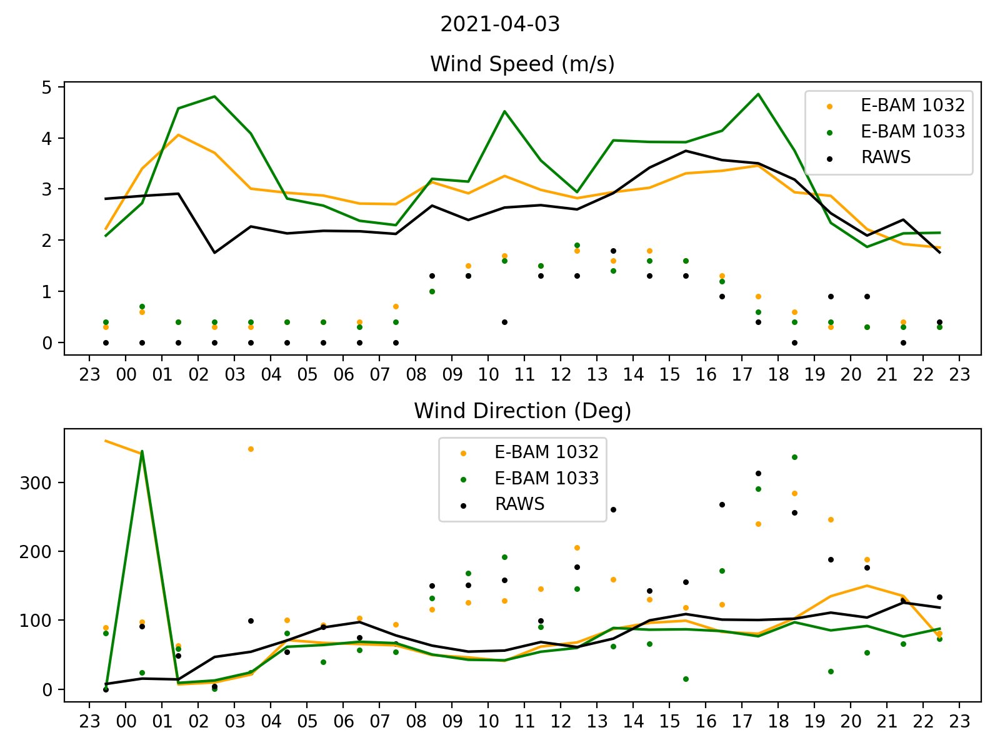 2021-04-03
Wind Speed (m/s)
5
4
3
2
1
0
E-BAM 1032
E-BAM 1033
RAWS
23 00 01 02 03 04 05 06 07 08 09 10 11 12 13 14 15 16 17 18 19 20 21 22 23
Wind Direction (Deg)
300
200
100
0
E-BAM 1032
E-BAM 1033
RAWS
23 00 01 02 03 04 05 06 07 08 09 10 11 12 13 14 15 16 17 18 19 20 21 22 23